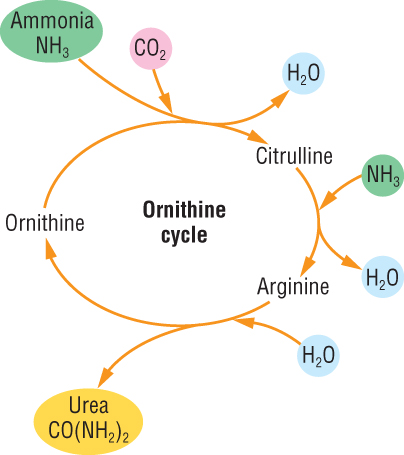 Ammonia
NH₃
CO₂
H₂O
Citrulline
NH₃
Ornithine
cycle
Ornithine
H₂O
Arginine
H₂O
Urea
CO(NH₂)₂